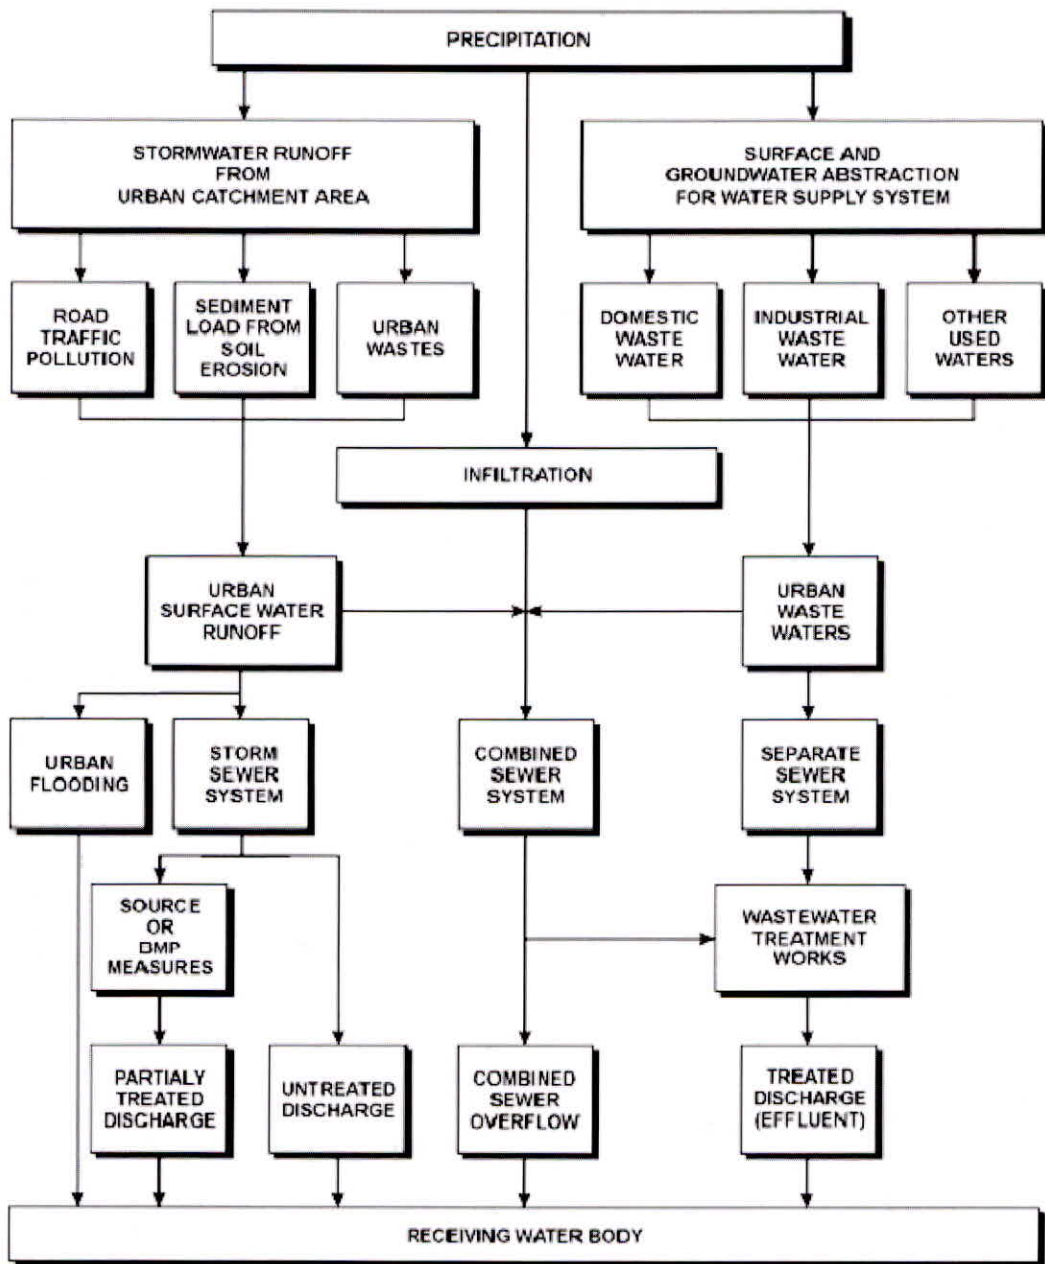 PRECIPITATION
STORMWATER RUNOFF
FROM
URBAN CATCHMENT AREA
SURFACE AND
GROUNDWATER ABSTRACTION
FOR WATER SUPPLY SYSTEM
ROAD
TRAFFIC
POLLUTION
SEDIMENT
LOAD FROM
SOIL
EROSION
URBAN
WASTES
DOMESTIC
WASTE
WATER
INDUSTRIAL
WASTE
WATER
OTHER
USED
WATERS
INFILTRATION
URBAN
SURFACE WATER
RUNOFF
URBAN
WASTE
WATERS
URBAN
FLOODING
STORM
SEWER
SYSTEM
COMBINED
SEWER
SYSTEM
SEPARATE
SEWER
SYSTEM
SOURCE
OR
BMP
MEASURES
WASTEWATER
TREATMENT
WORKS
PARTIALY
TREATED
DISCHARGE
UNTREATED
DISCHARGE
COMBINED
SEWER
OVERFLOW
TREATED
DISCHARGE
(EFFLUENT)
RECEIVING WATER BODY